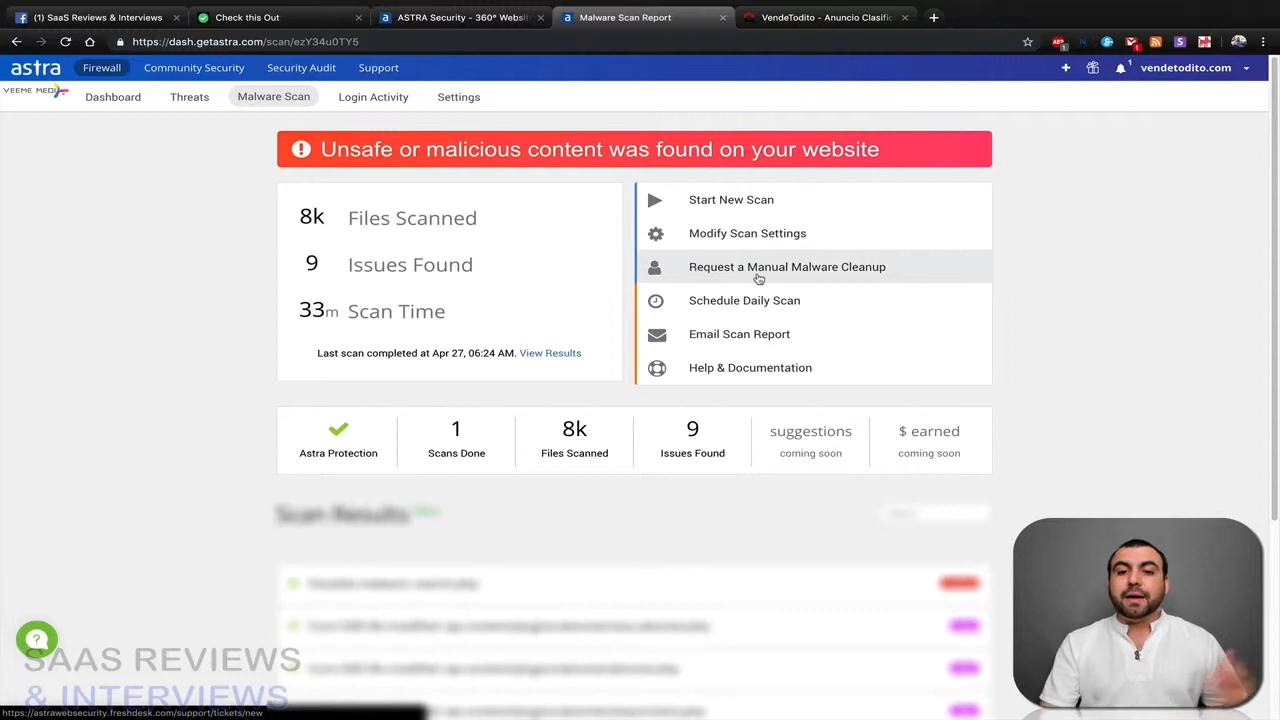 (1) SaaS Reviews & Interviews
Check this Out
ASTRA Security - 360° Websit
Malware Scan Report
VendeTodito - Anuncio Clasific
https://dash.getastra.com/scan/ezY34u0TY5
astra
Firewall
Community Security
Security Audit
Support
vendetodito.com
VEEME MEDIA
Dashboard
Threats
Malware Scan
Login Activity
Settings
Unsafe or malicious content was found on your website
8k Files Scanned
9 Issues Found
33m Scan Time
Last scan completed at Apr 27, 06:24 AM. View Results
Start New Scan
Modify Scan Settings
Request a Manual Malware Cleanup
Schedule Daily Scan
Email Scan Report
Help & Documentation
Astra Protection
1
Scans Done
8k
Files Scanned
9
Issues Found
suggestions
coming soon
$ earned
coming soon
Scan Results
SAAS REVIEWS
& INTERVIEWS
https://astrawebsecurity.freshdesk.com/support/tickets/new